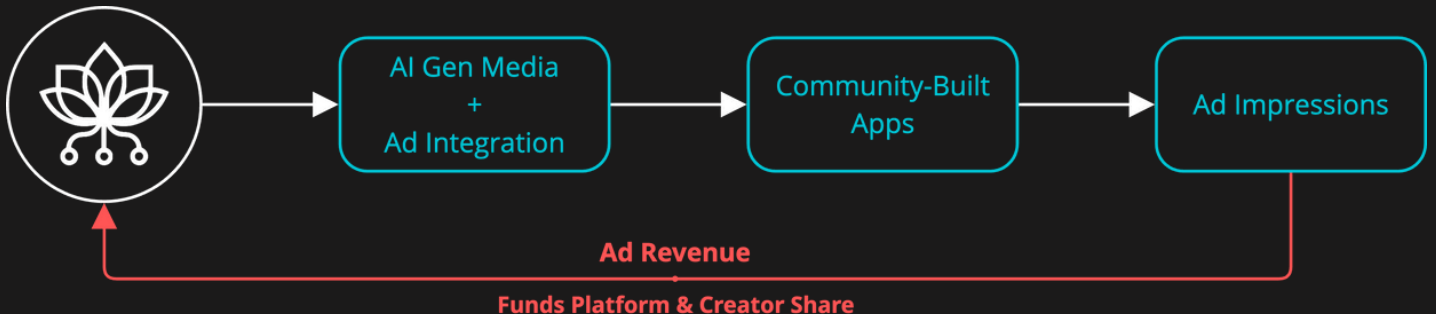 AI Gen Media
+
Ad Integration
Community-Built
Apps
Ad Impressions
Ad Revenue
Funds Platform & Creator Share